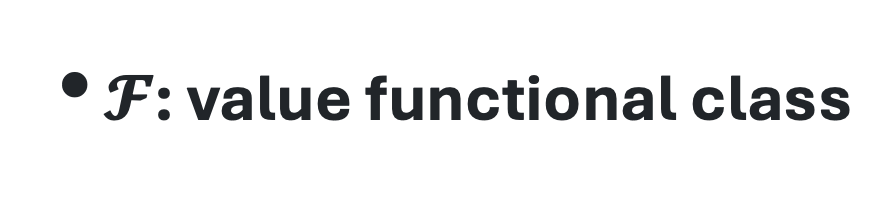 • ℱ: value functional class